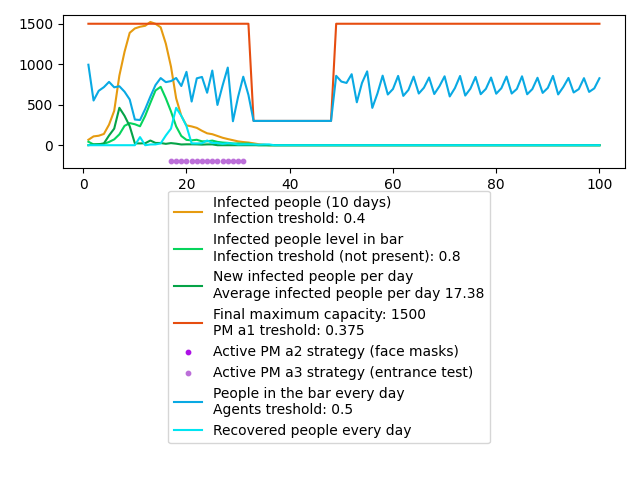 1500
1000
500
0
0 20 40 60 80 100
Infected people (10 days)
Infection treshold: 0.4
Infected people level in bar
Infection treshold (not present): 0.8
New infected people per day
Average infected people per day 17.38
Final maximum capacity: 1500
PM a1 treshold: 0.375
Active PM a2 strategy (face masks)
Active PM a3 strategy (entrance test)
People in the bar every day
Agents treshold: 0.5
Recovered people every day